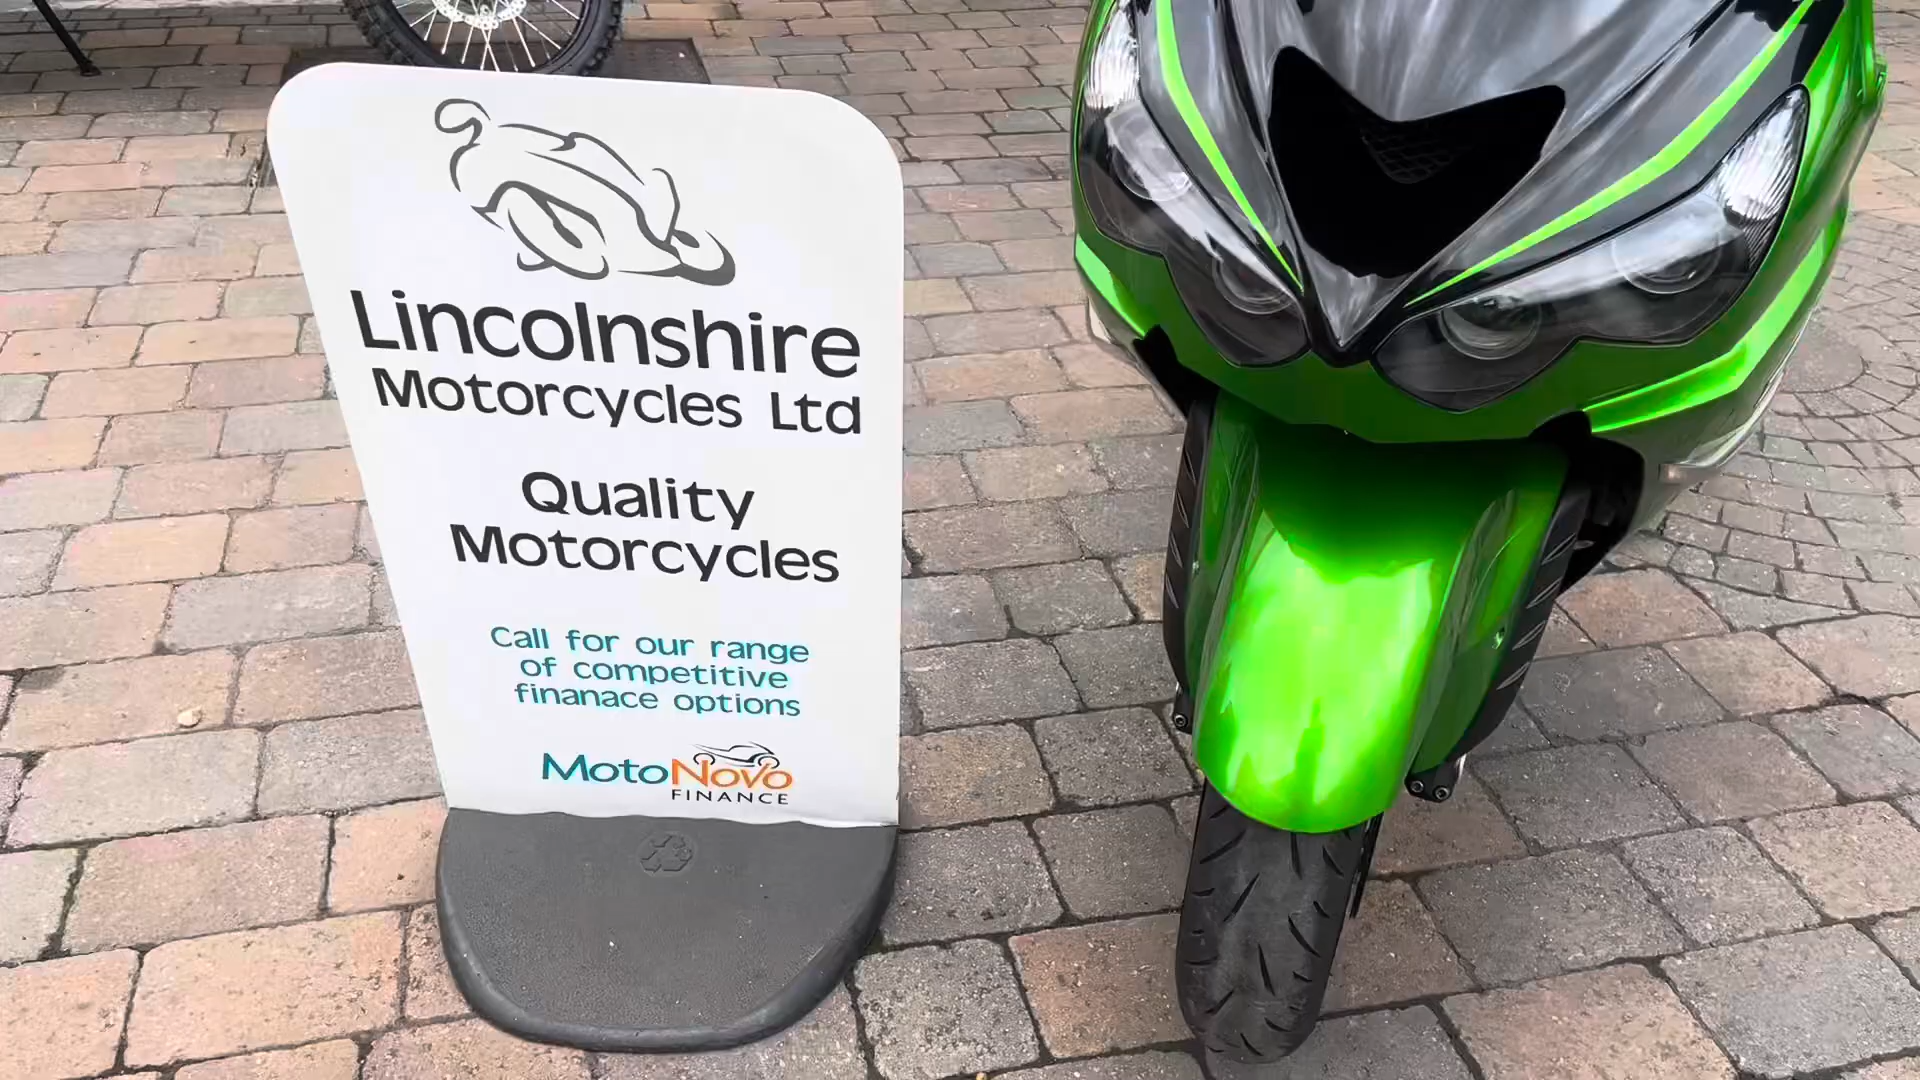 Lincolnshire
Motorcycles Ltd
Quality
Motorcycles
Call for our range
of competitive
finanace options
MotoNovo
FINANCE